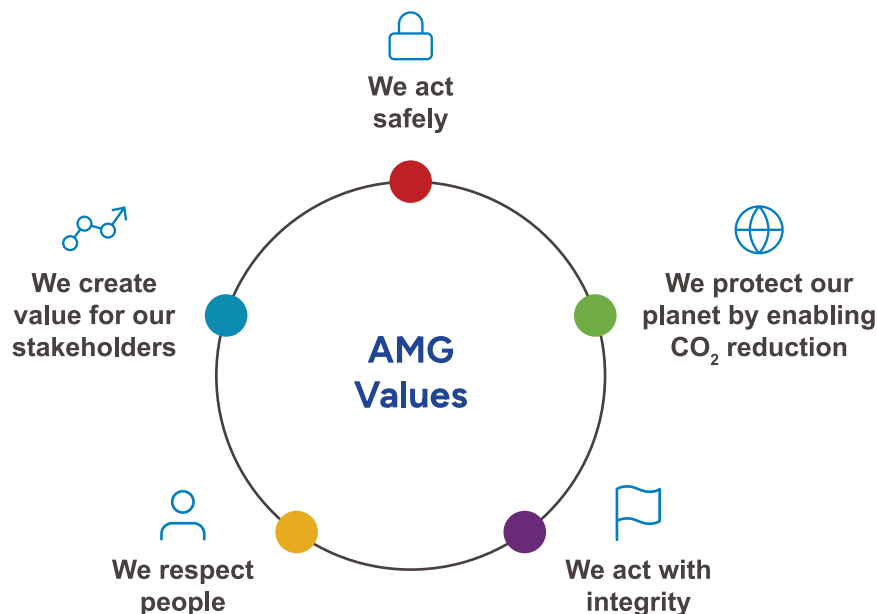 We act
safely
We create
value for our
stakeholders
We protect our
planet by enabling
CO₂ reduction
AMG
Values
We respect
people
We act with
integrity